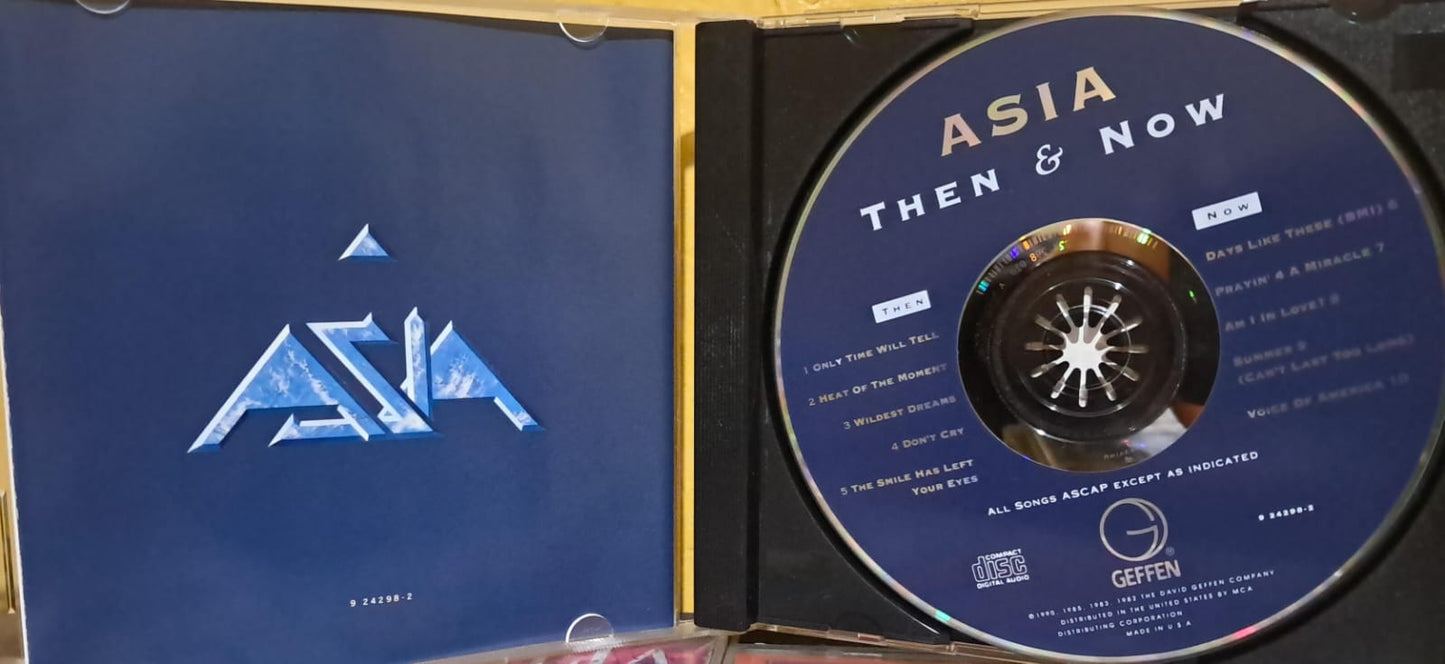 ASIA
9 24298-2
ASIA
THEN & NOW
THEN
1 ONLY TIME WILL TELL
2 HEAT OF THE MOMENT
3 WILDEST DREAMS
4 DON'T CRY
5 THE SMILE HAS LEFT
YOUR EYES
NOW
DAYS LIKE THESE (BMI) 6
PRAYIN' 4 A MIRACLE 7
AM I IN LOVE? 8
SUMMER 9
(CAN'T LAST TOO LONG)
VOICE OF AMERICA 10
ALL SONGS ASCAP EXCEPT AS INDICATED
9 24298-2
COMPACT
disc
DIGITAL AUDIO
GEFFEN®
©1990, 1985, 1983, 1982 THE DAVID GEFFEN COMPANY
DISTRIBUTED IN THE UNITED STATES BY MCA
DISTRIBUTING CORPORATION
MADE IN U.S.A